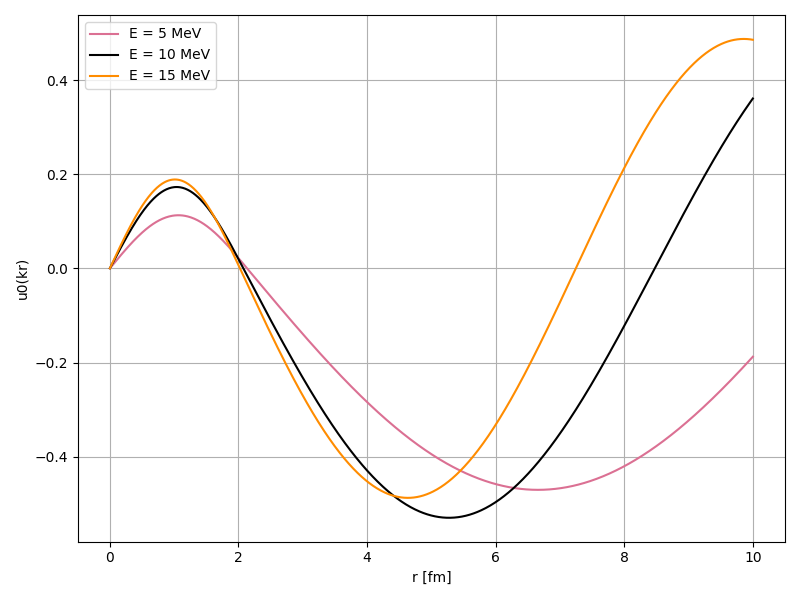 E = 5 MeV
E = 10 MeV
E = 15 MeV
0.4
0.2
0.0
−0.2
−0.4
u0(kr)
0 2 4 6 8 10
r [fm]